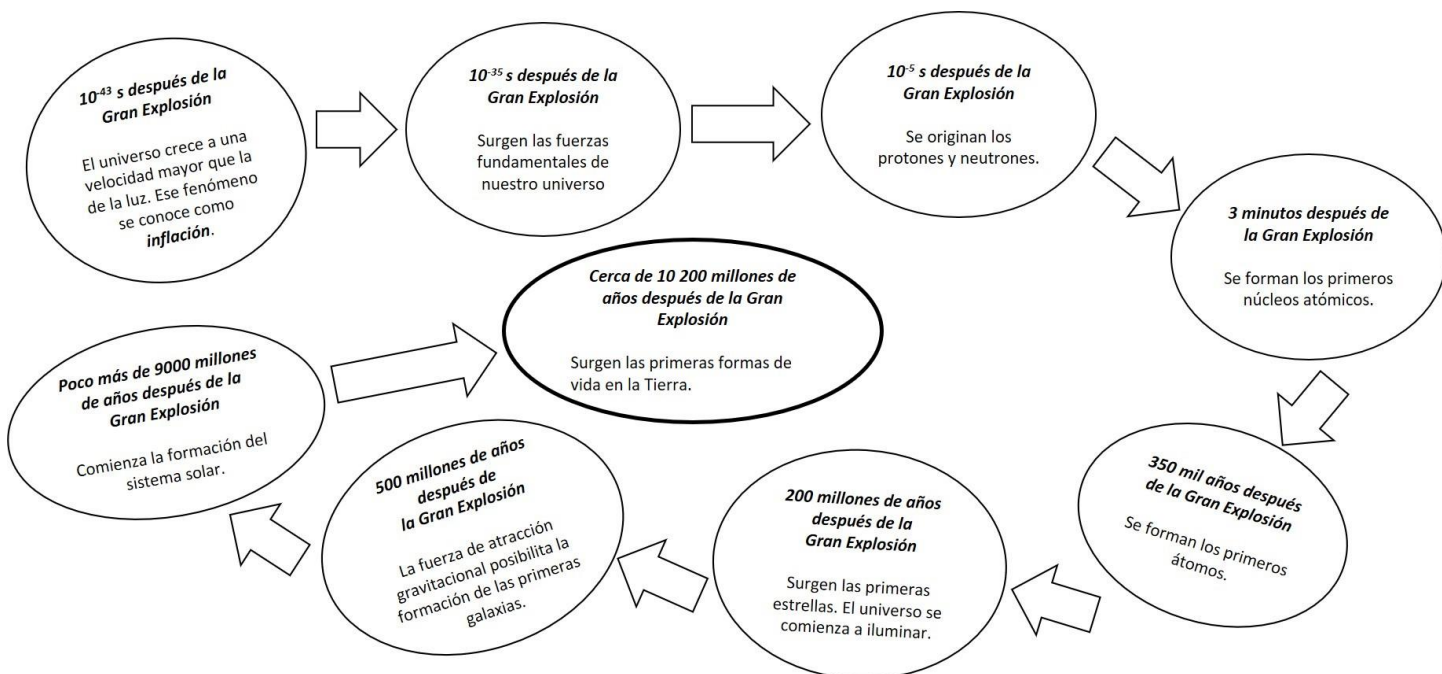 10⁻⁴³ s después de la
Gran Explosión
El universo crece a una
velocidad mayor que la
de la luz. Ese fenómeno
se conoce como
inflación.
10⁻³⁵ s después de la
Gran Explosión
Surgen las fuerzas
fundamentales de
nuestro universo
10⁻⁵ s después de la
Gran Explosión
Se originan los
protones y neutrones.
3 minutos después de
la Gran Explosión
Se forman los primeros
núcleos atómicos.
350 mil años después
de la Gran Explosión
Se forman los primeros
átomos.
200 millones de años
después de la
Gran Explosión
Surgen las primeras
estrellas. El universo se
comienza a iluminar.
500 millones de años
después de
la Gran Explosión
La fuerza de atracción
gravitacional posibilita la
formación de las primeras
galaxias.
Poco más de 9000 millones
de años después de la
Gran Explosión
Comienza la formación del
sistema solar.
Cerca de 10 200 millones de
años después de la Gran
Explosión
Surgen las primeras formas de
vida en la Tierra.